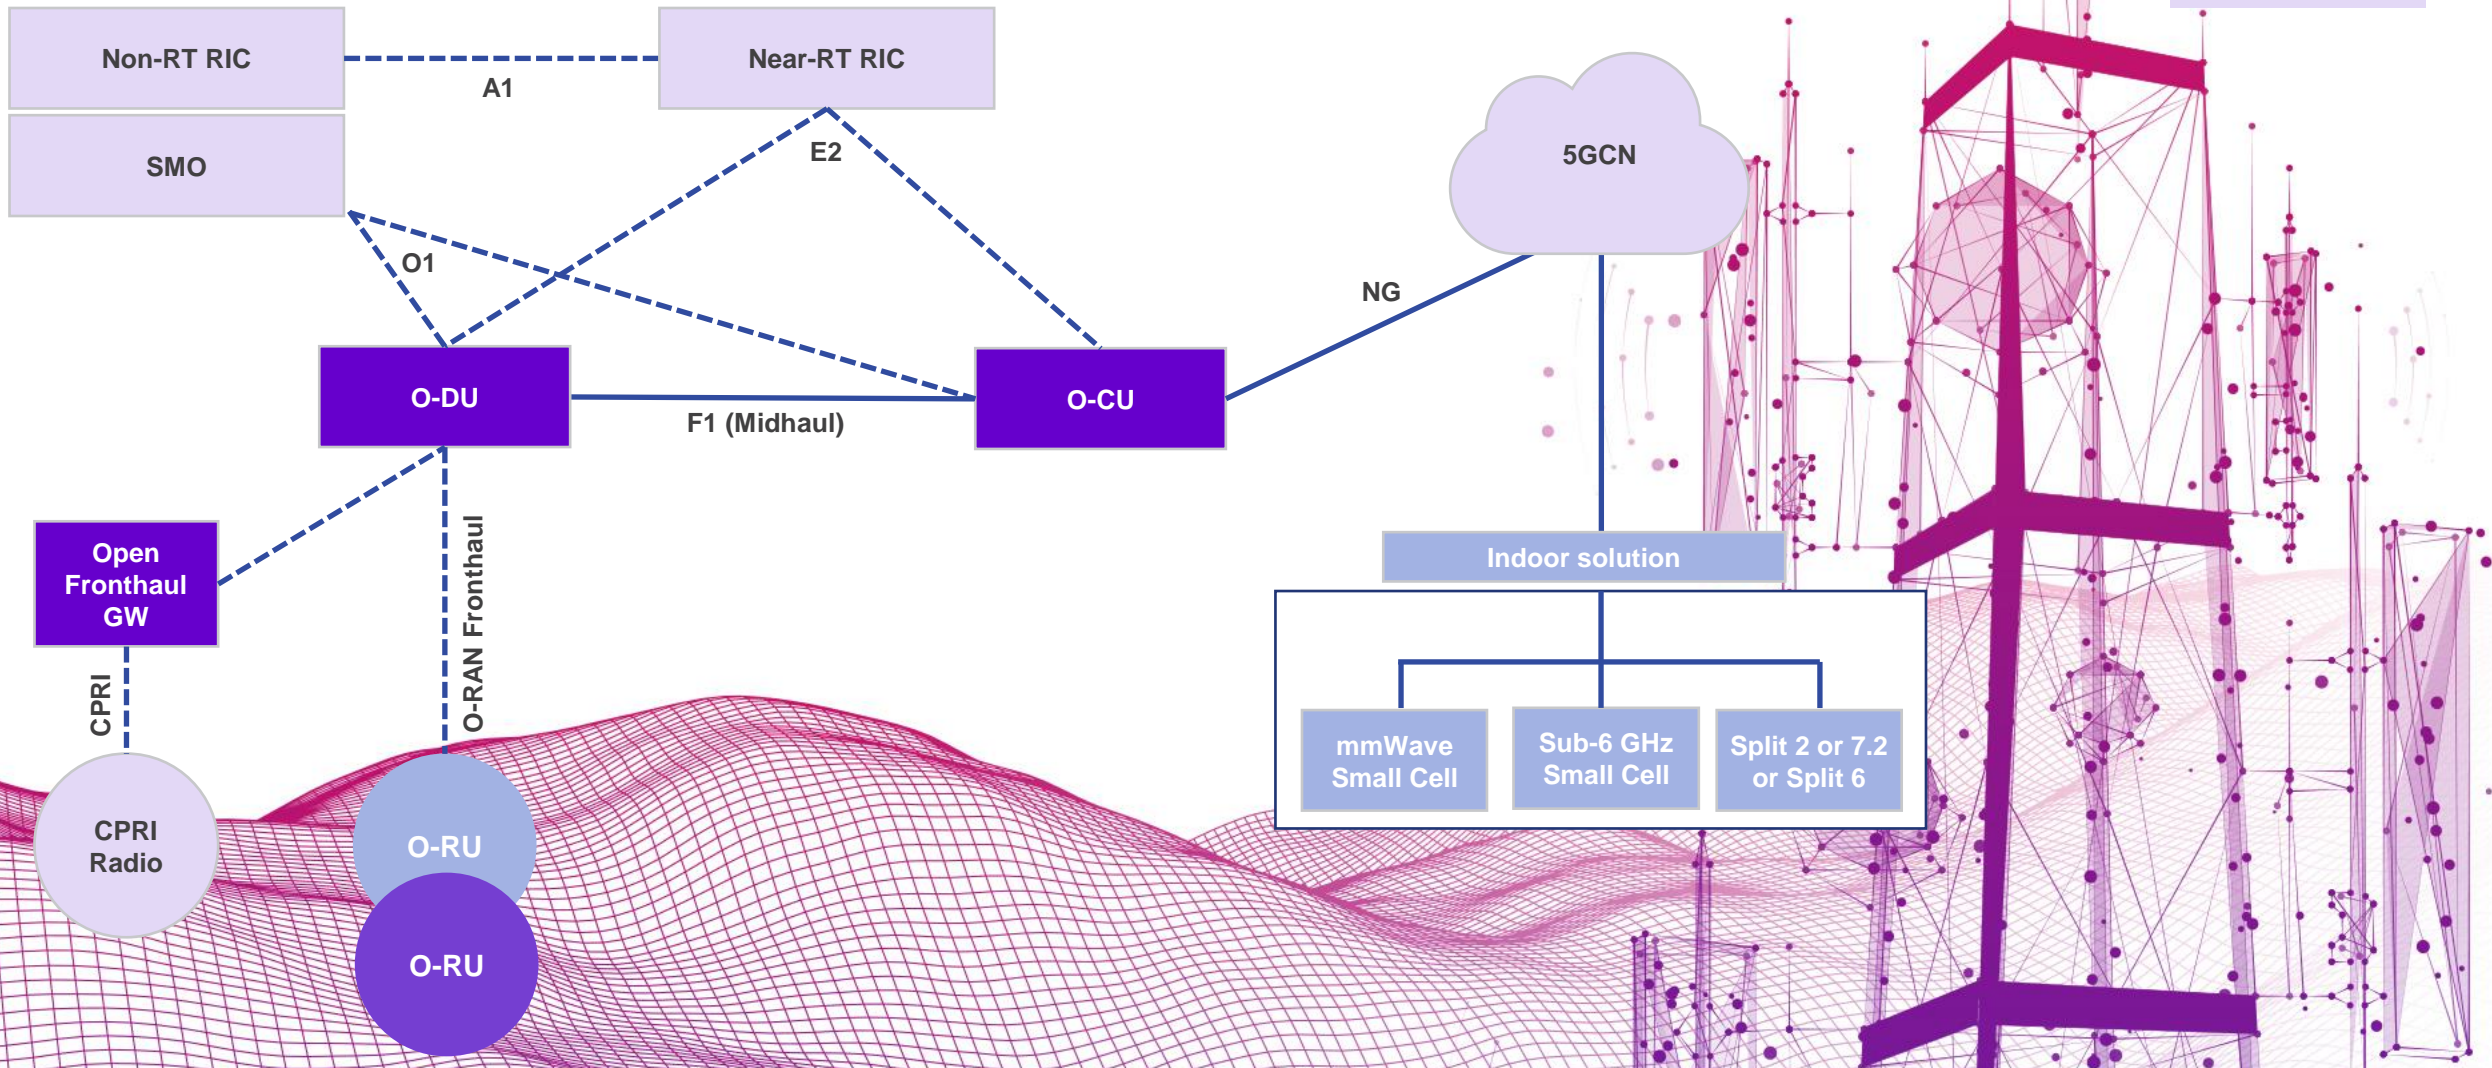 Non-RT RIC
A1
Near-RT RIC
SMO
E2
5GCN
O1
NG
O-DU
F1 (Midhaul)
O-CU
Open
Fronthaul
GW
O-RAN Fronthaul
CPRI
Indoor solution
mmWave
Small Cell
Sub-6 GHz
Small Cell
Split 2 or 7.2
or Split 6
CPRI
Radio
O-RU
O-RU